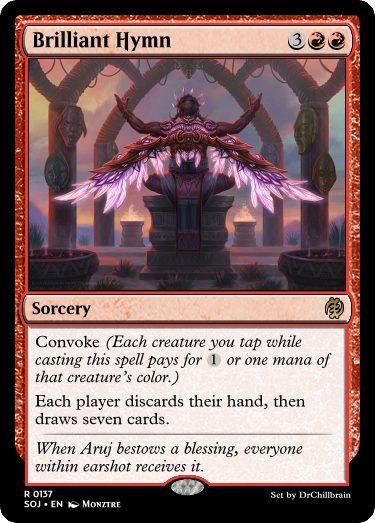 Brilliant Hymn 3
Sorcery
Convoke (Each creature you tap while
casting this spell pays for 1 or one mana of
that creature's color.)
Each player discards their hand, then
draws seven cards.
When Aruj bestows a blessing, everyone
within earshot receives it.
R 0137
SOJ • EN Monztre
Set by DrChillbrain